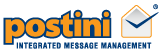 postini
INTEGRATED MESSAGE MANAGEMENT